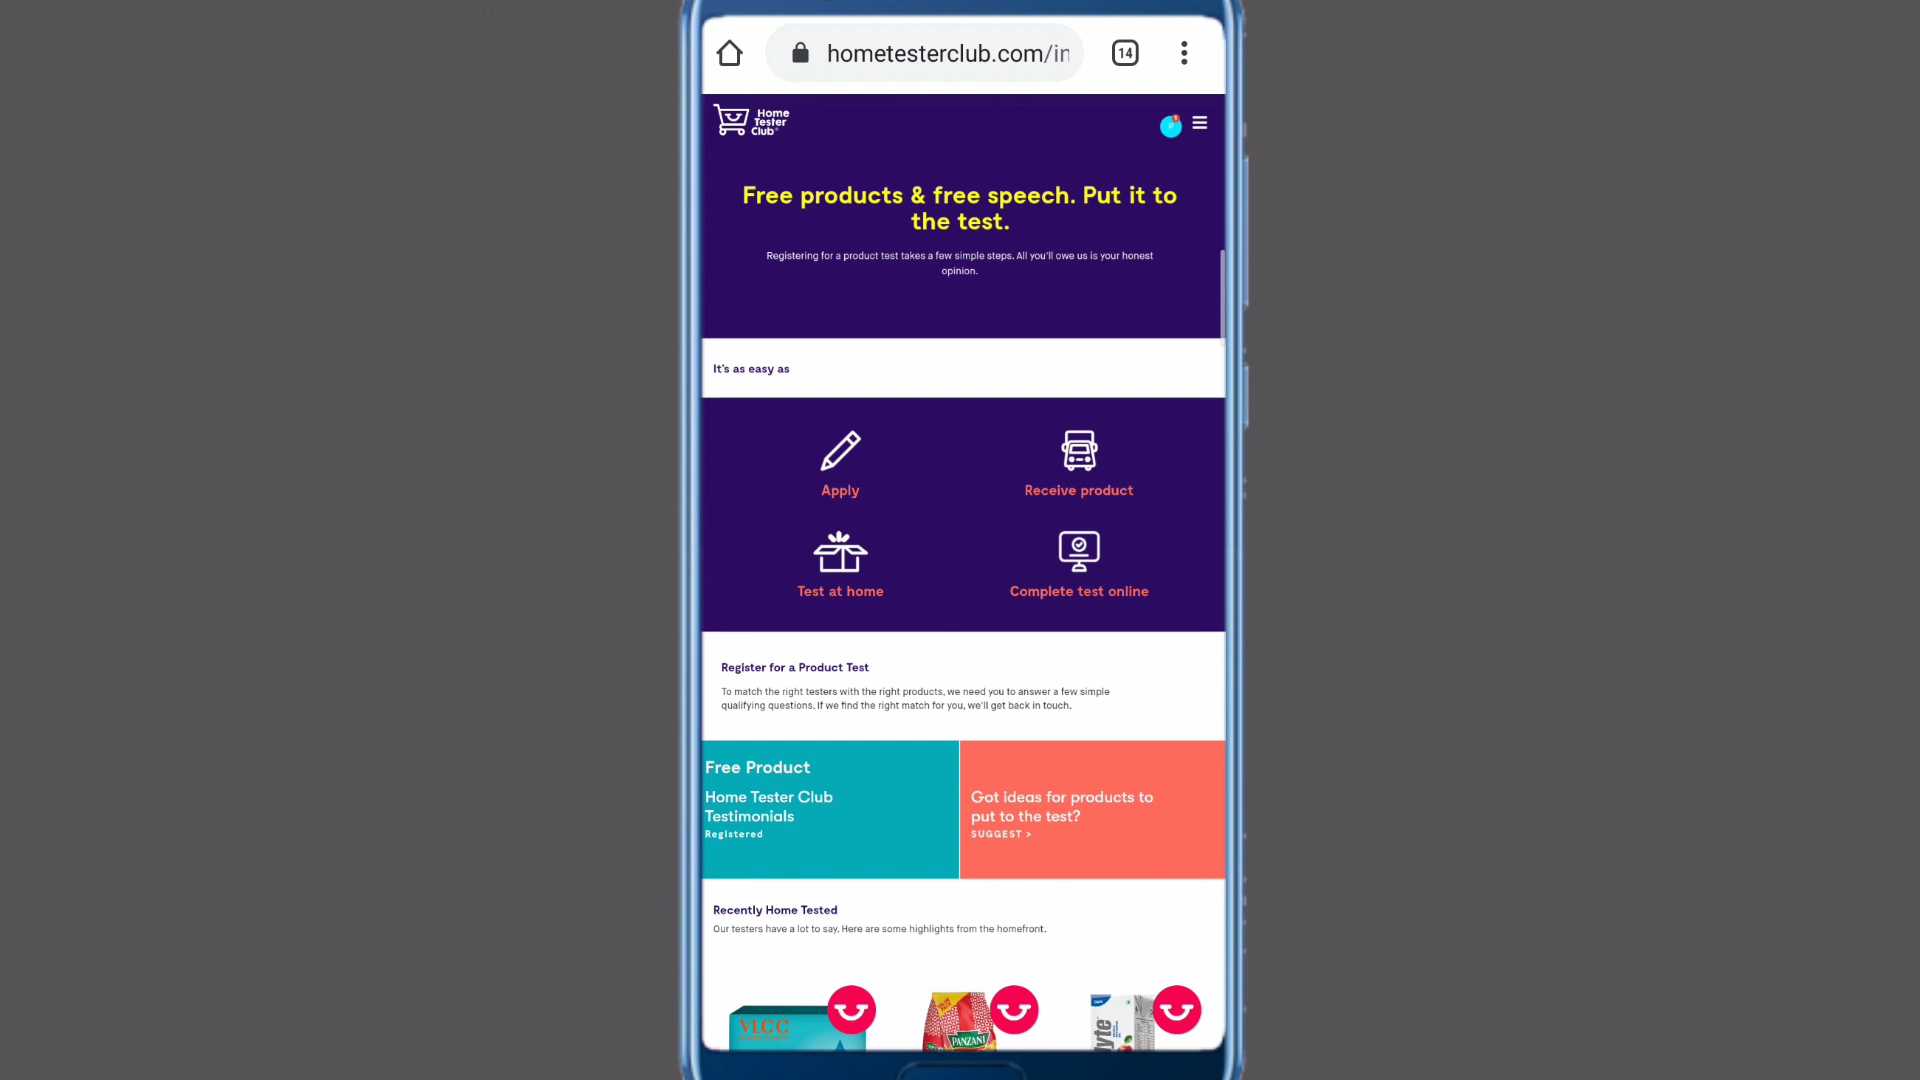 hometesterclub.com/in
14
Home
Tester
Club
P
Free products & free speech. Put it to
the test.
Registering for a product test takes a few simple steps. All you'll owe us is your honest
opinion.
It's as easy as
Apply
Receive product
Test at home
Complete test online
Register for a Product Test
To match the right testers with the right products, we need you to answer a few simple
qualifying questions. If we find the right match for you, we'll get back in touch.
Free Product
Home Tester Club
Testimonials
Registered
Got ideas for products to
put to the test?
SUGGEST >
Recently Home Tested
Our testers have a lot to say. Here are some highlights from the homefront.
VLCC
PANZANI
lyte